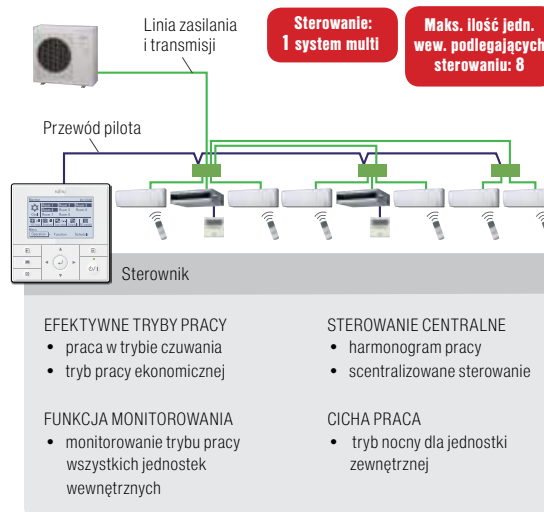 Linia zasilania
i transmisji
Sterowanie:
1 system multi
Maks. ilość jedn.
wew. podlegających
sterowaniu: 8
Przewód pilota
Sterownik
EFEKTYWNE TRYBY PRACY
• praca w trybie czuwania
• tryb pracy ekonomicznej
FUNKCJA MONITOROWANIA
• monitorowanie trybu pracy
wszystkich jednostek
wewnętrznych
STEROWANIE CENTRALNE
• harmonogram pracy
• scentralizowane sterowanie
CICHA PRACA
• tryb nocny dla jednostki
zewnętrznej